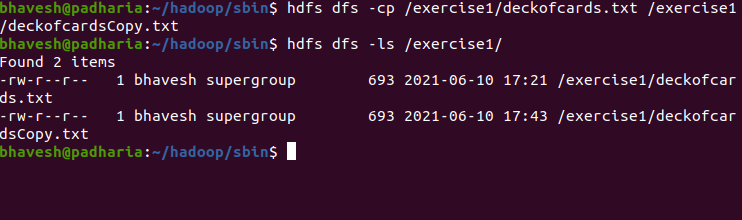 bhavesh@padharia:~/hadoop/sbin$ hdfs dfs -cp /exercise1/deckofcards.txt /exercise1
/deckofcardsCopy.txt
bhavesh@padharia:~/hadoop/sbin$ hdfs dfs -ls /exercise1/
Found 2 items
-rw-r--r--   1 bhavesh supergroup        693 2021-06-10 17:21 /exercise1/deckofcar
ds.txt
-rw-r--r--   1 bhavesh supergroup        693 2021-06-10 17:43 /exercise1/deckofcar
dsCopy.txt
bhavesh@padharia:~/hadoop/sbin$